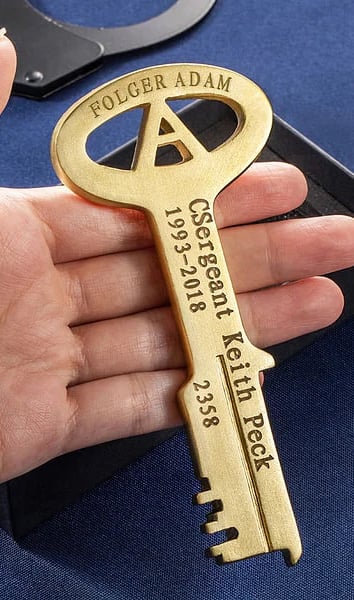 FOLGER ADAM
A
CSergeant Keith Peck
1993-2018
2358